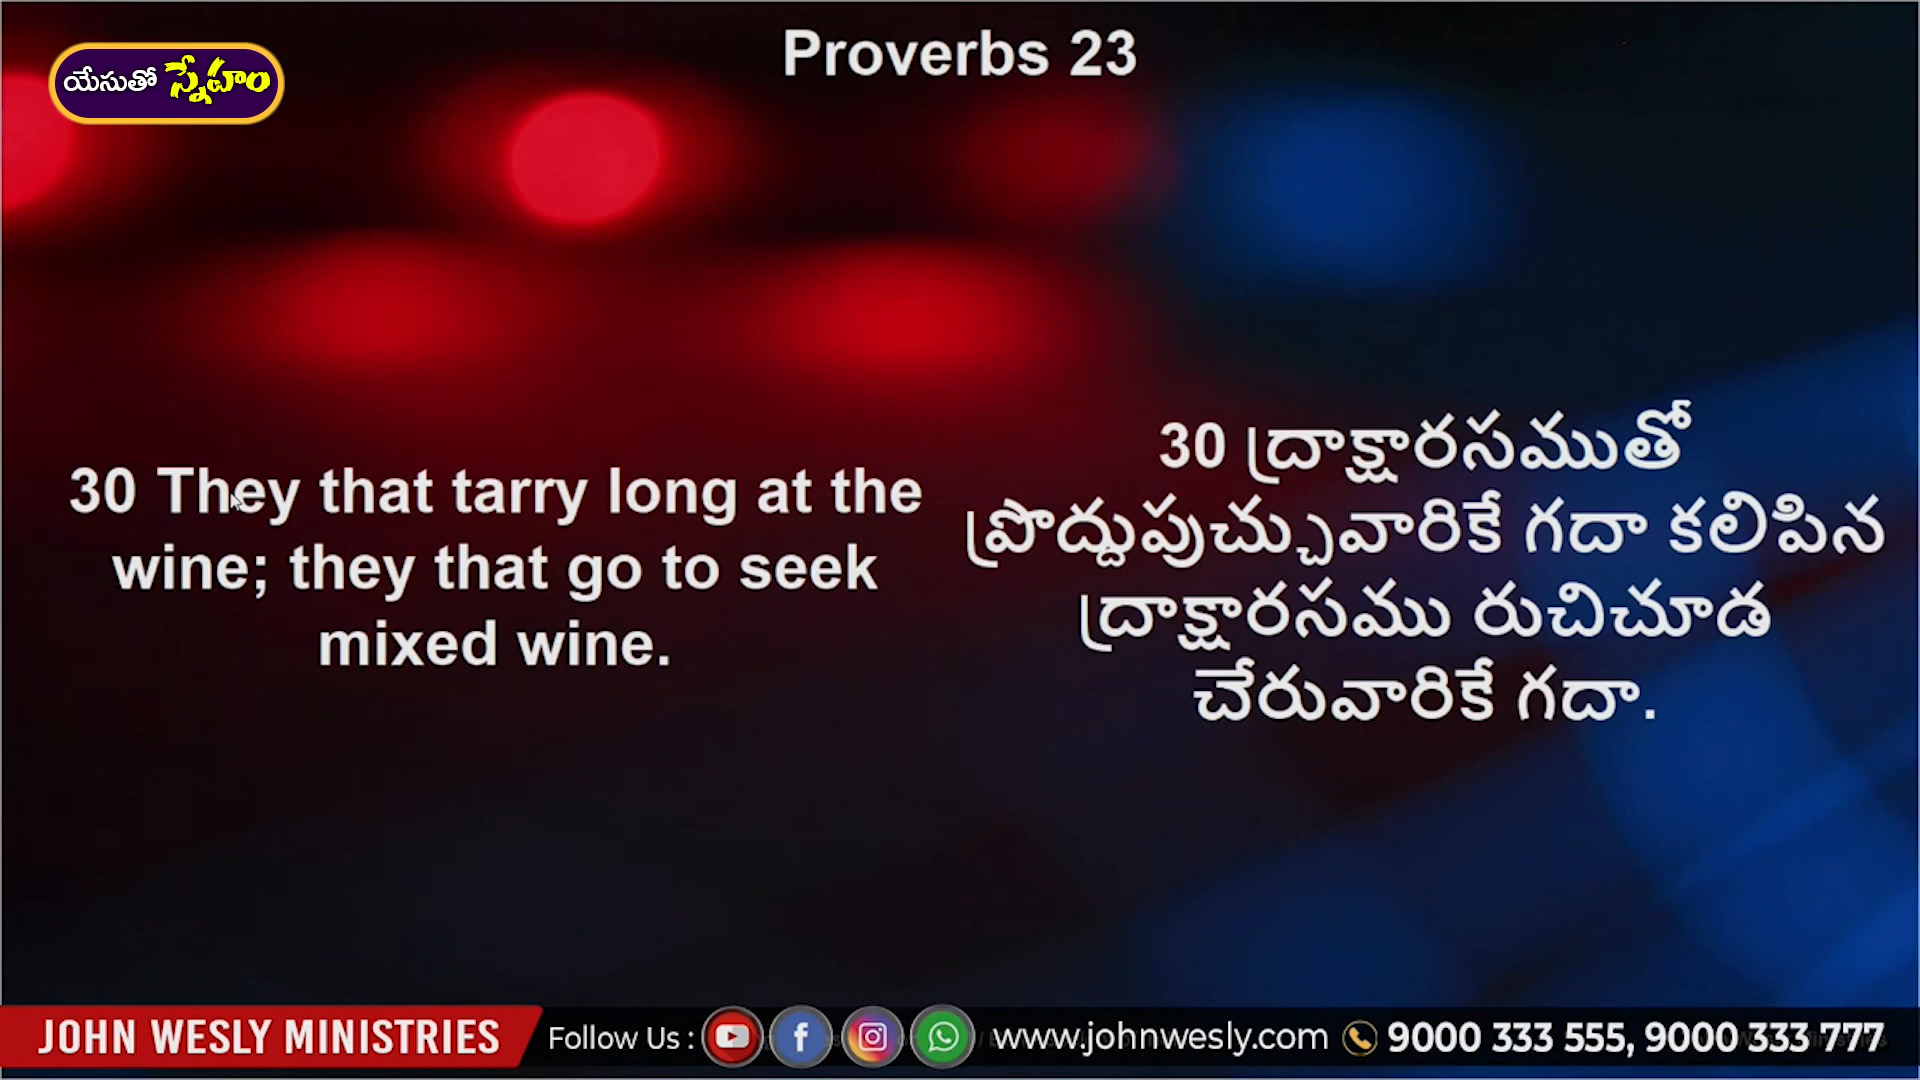 Proverbs 23
యేసుతో స్నేహం
30 They that tarry long at the
wine; they that go to seek
mixed wine.
30 ద్రాక్షారసముతో
ప్రొద్దుపుచ్చువారికే గదా కలిపిన
ద్రాక్షారసము రుచిచూడ
చేరువారికే గదా.
JOHN WESLY MINISTRIES
Follow Us :
www.johnwesly.com
9000 333 555, 9000 333 777